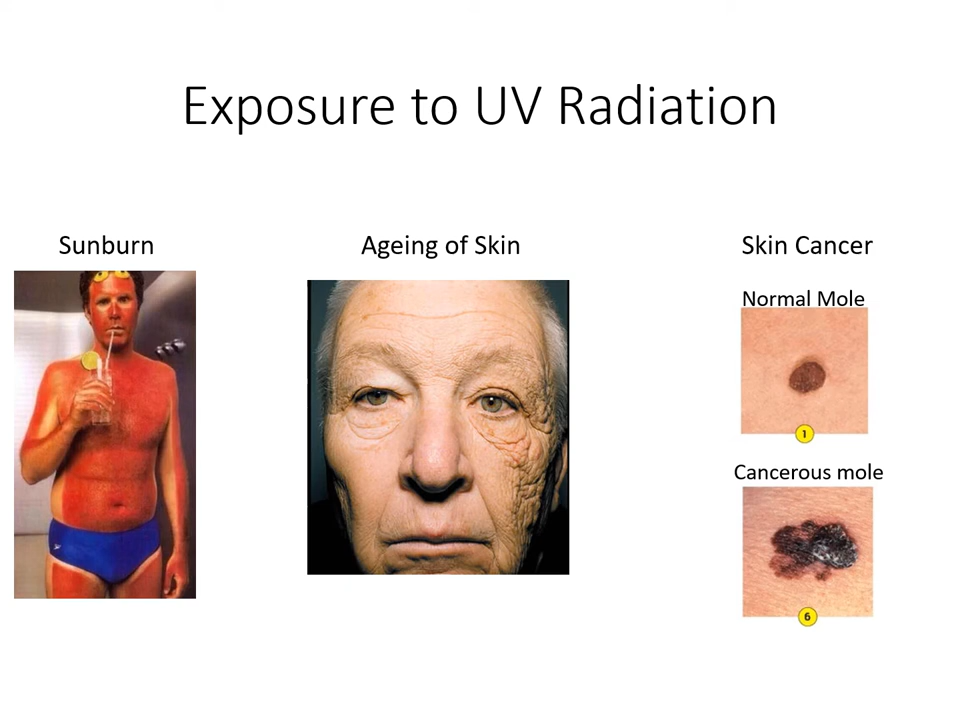 Exposure to UV Radiation
Sunburn
Ageing of Skin
Skin Cancer
Normal Mole
1
Cancerous mole
6